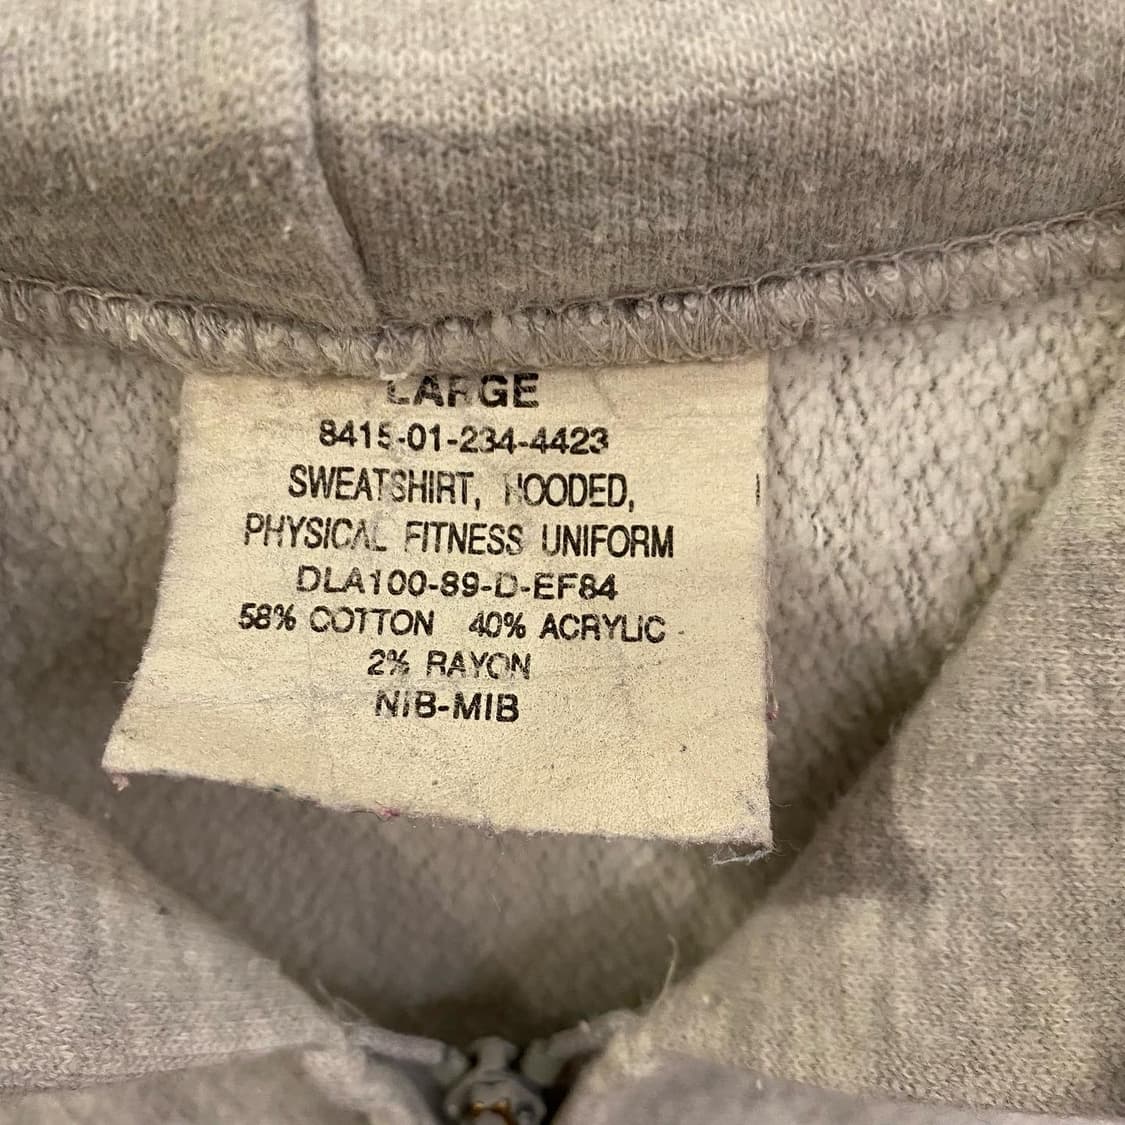 LARGE
8415-01-234-4423
SWEATSHIRT, HOODED,
PHYSICAL FITNESS UNIFORM
DLA100-89-D-EF84
58% COTTON 40% ACRYLIC
2% RAYON
NIB-MIB